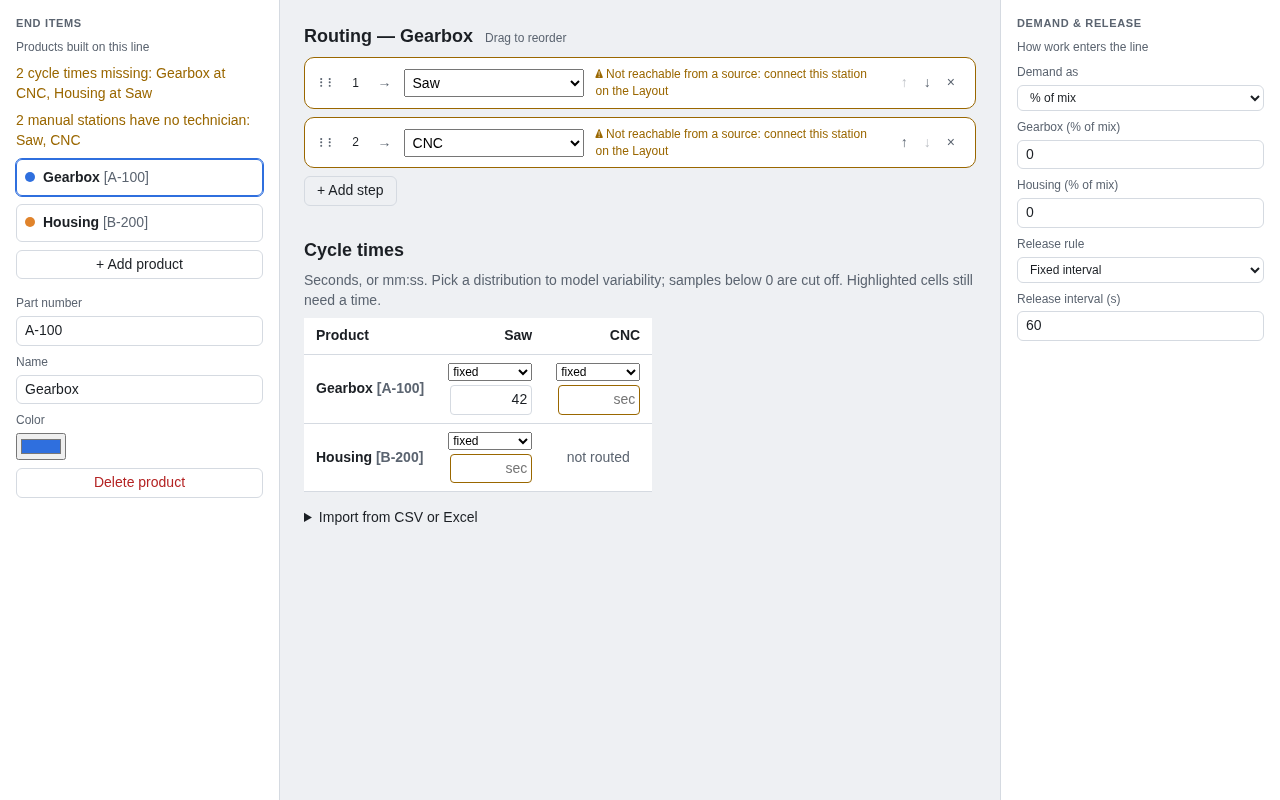 END ITEMS
Products built on this line
2 cycle times missing: Gearbox at
CNC, Housing at Saw
2 manual stations have no technician:
Saw, CNC
Gearbox [A-100]
Housing [B-200]
+ Add product
Part number
A-100
Name
Gearbox
Color
Delete product
Routing — Gearbox Drag to reorder
1 → Saw ⚠ Not reachable from a source: connect this station
on the Layout ↑ ↓ ×
2 → CNC ⚠ Not reachable from a source: connect this station
on the Layout ↑ ↓ ×
+ Add step
Cycle times
Seconds, or mm:ss. Pick a distribution to model variability; samples below 0 are cut off. Highlighted cells still
need a time.
Product Saw CNC
fixed fixed
Gearbox [A-100]
42 sec
fixed
Housing [B-200] not routed
sec
▶ Import from CSV or Excel
DEMAND & RELEASE
How work enters the line
Demand as
% of mix
Gearbox (% of mix)
0
Housing (% of mix)
0
Release rule
Fixed interval
Release interval (s)
60